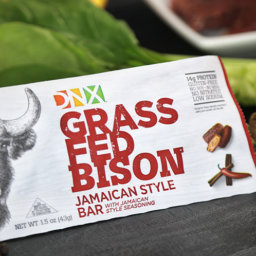 DNX
GRASS
FED
BISON
JAMAICAN STYLE
BAR WITH JAMAICAN
STYLE SEASONING
NET WT 1.5 OZ (43g)
14g PROTEIN
GLUTEN-FREE
LOW SODIUM